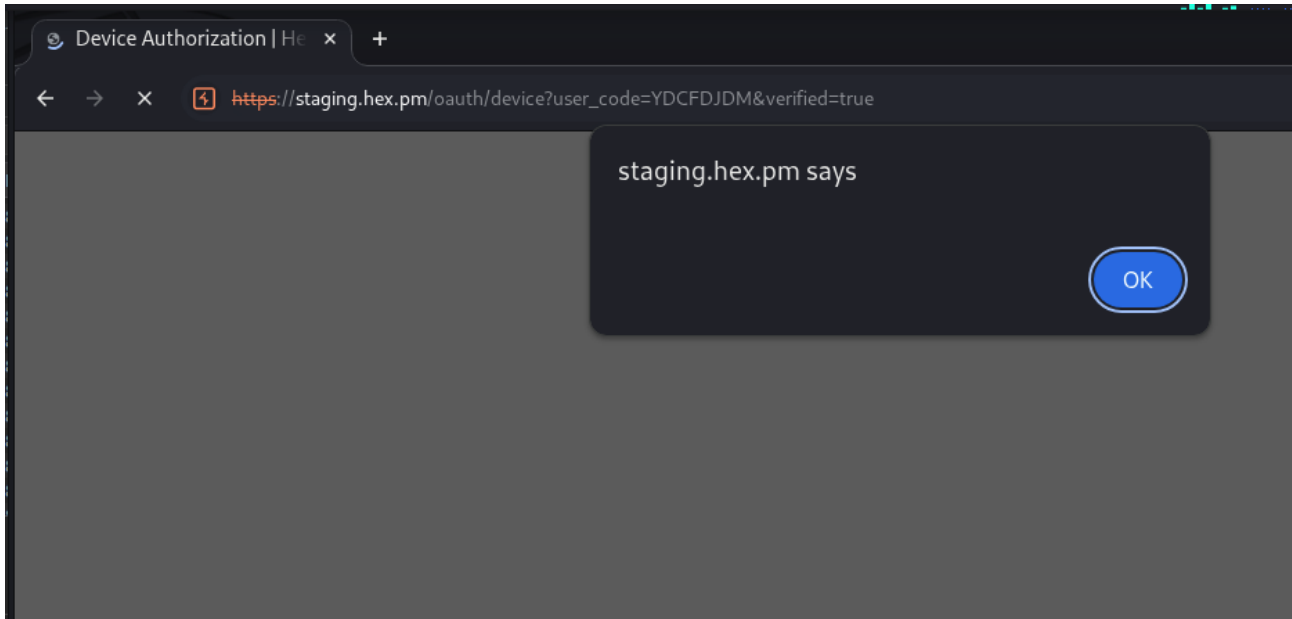 Device Authorization | He
https://staging.hex.pm/oauth/device?user_code=YDCFDJDM&verified=true
staging.hex.pm says
OK